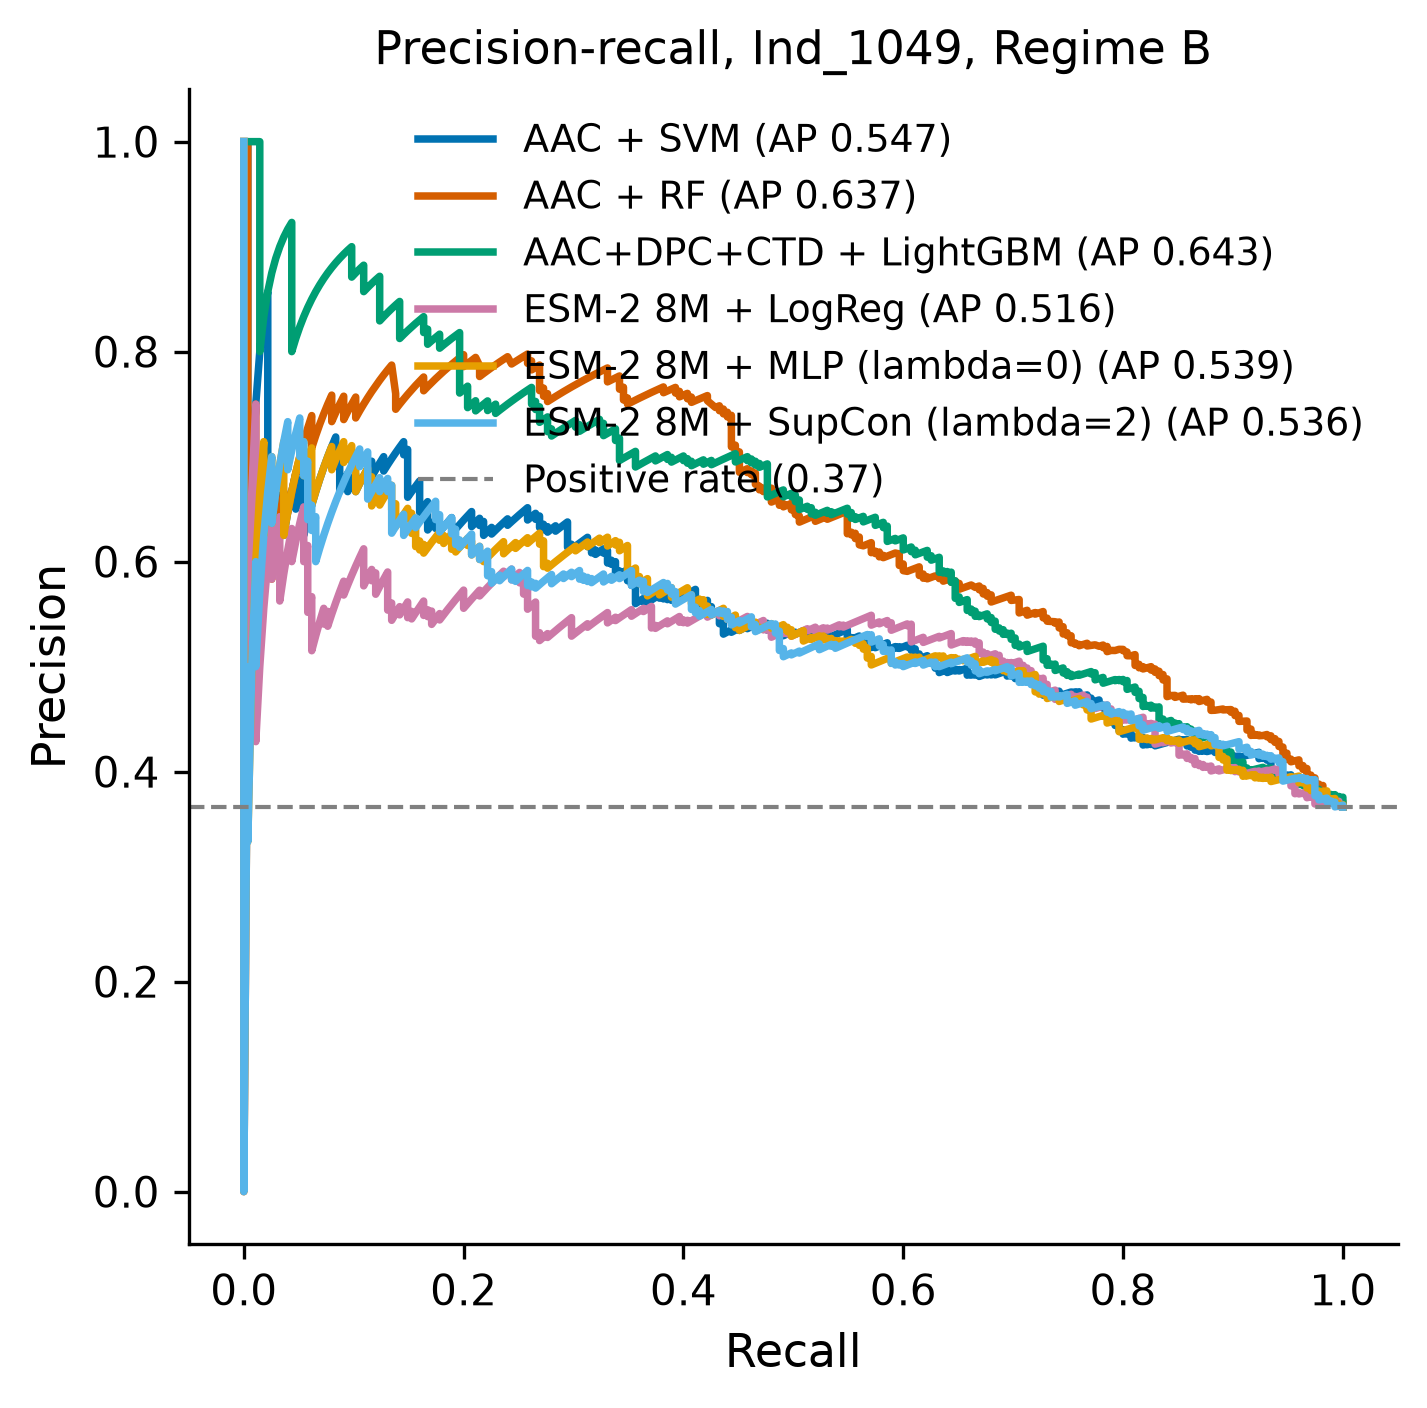 Precision-recall, Ind_1049, Regime B
AAC + SVM (AP 0.547)
AAC + RF (AP 0.637)
AAC+DPC+CTD + LightGBM (AP 0.643)
ESM-2 8M + LogReg (AP 0.516)
ESM-2 8M + MLP (lambda=0) (AP 0.539)
ESM-2 8M + SupCon (lambda=2) (AP 0.536)
Positive rate (0.37)
1.0
0.8
0.6
0.4
0.2
0.0
Precision
0.0 0.2 0.4 0.6 0.8 1.0
Recall